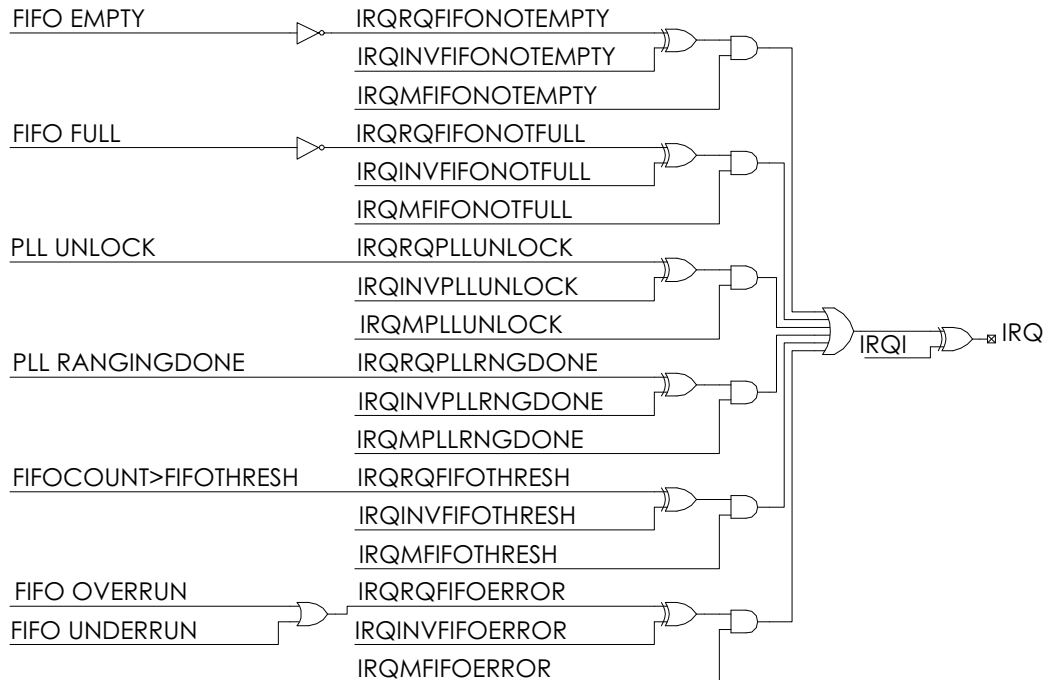 FIFO EMPTY IRQRQFIFONOTEMPTY
IRQINVFIFONOTEMPTY
IRQMFIFONOTEMPTY
FIFO FULL IRQRQFIFONOTFULL
IRQINVFIFONOTFULL
IRQMFIFONOTFULL
PLL UNLOCK IRQRQPLLUNLOCK
IRQINVPLLUNLOCK
IRQMPLLUNLOCK
IRQI IRQ
PLL RANGINGDONE IRQRQPLLRNGDONE
IRQINVPLLRNGDONE
IRQMPLLRNGDONE
FIFOCOUNT>FIFOTHRESH IRQRQFIFOTHRESH
IRQINVFIFOTHRESH
IRQMFIFOTHRESH
FIFO OVERRUN IRQRQFIFOERROR
FIFO UNDERRUN IRQINVFIFOERROR
IRQMFIFOERROR